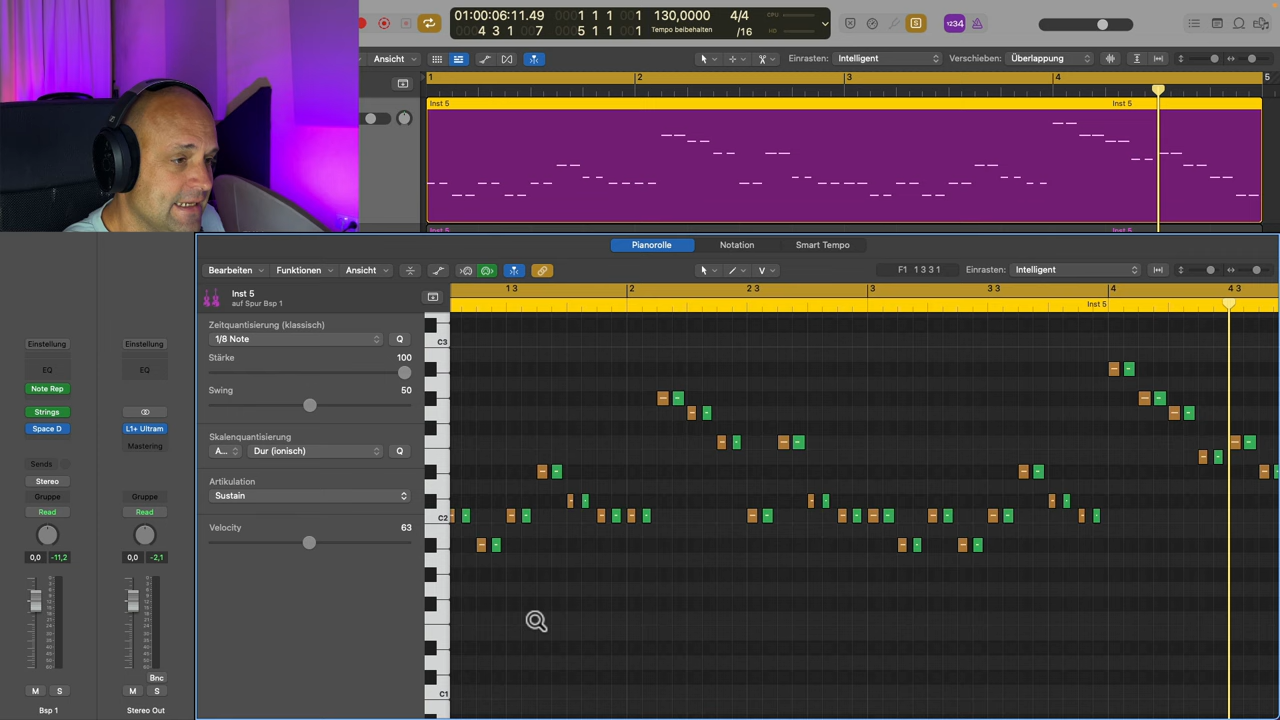 01:00:06:11.49
4 3 1 7
1 1 1 1
5 1 1 1
130,0000
Tempo beibehalten
4/4
/16
CPU
HD
S
1234
Ansicht
Einrasten: Intelligent
Verschieben: Überlappung
1 2 3 4 5
Inst 5
Inst 5
Inst 5
Pianorolle
Notation
Smart Tempo
Bearbeiten
Funktionen
Ansicht
F1 1 3 3 1
Einrasten: Intelligent
Inst 5
auf Spur Bsp 1
1 3 2 2 3 3 3 3 4 4 3
Inst 5
Zeitquantisierung (klassisch)
1/8 Note
Q
Stärke 100
Swing 50
Skalenquantisierung
A... Dur (ionisch) Q
Artikulation
Sustain
Velocity 63
C3
C2
C1
Einstellung Einstellung
EQ EQ
Note Rep
Strings
Space D L1+ Ultram
Mastering
Sends
Stereo
Gruppe Gruppe
Read Read
0,0 -11,2 0,0 -2,1
Bnc
M S M S
Bsp 1 Stereo Out